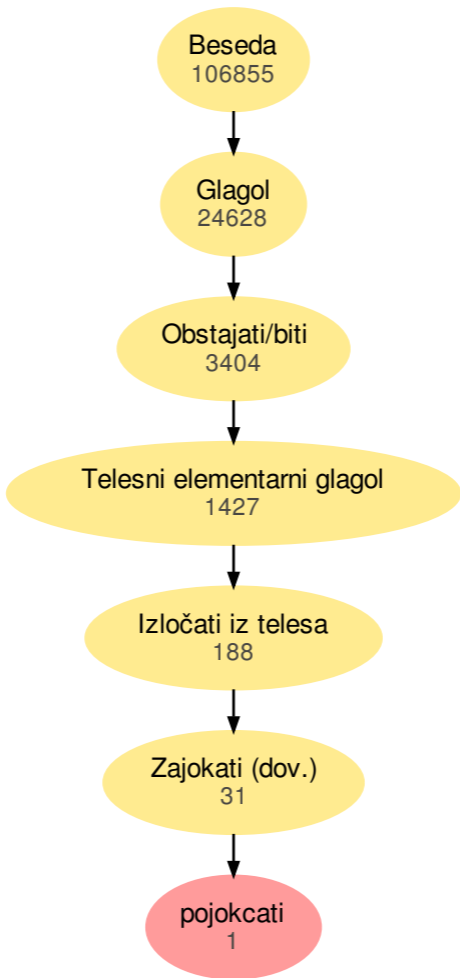 Beseda
106855
Glagol
24628
Obstajati/biti
3404
Telesni elementarni glagol
1427
Izločati iz telesa
188
Zajokati (dov.)
31
pojokcati
1